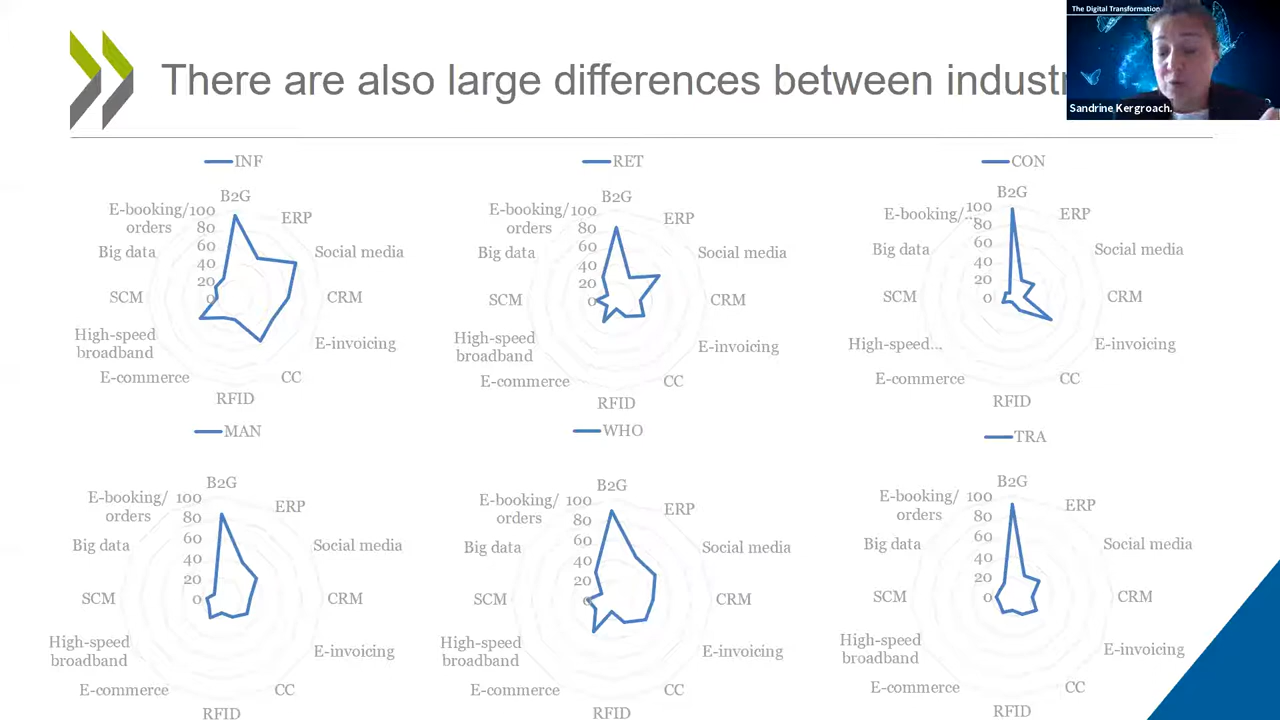 The Digital Transformation
There are also large differences between industr
Sandrine Kergroach.
INF
B2G
E-booking/
orders
100
80
60
40
20
0
ERP
Big data
Social media
SCM
CRM
High-speed
broadband
E-invoicing
E-commerce
CC
RFID
RET
B2G
E-booking/
orders
100
80
60
40
20
0
ERP
Big data
Social media
SCM
CRM
High-speed
broadband
E-invoicing
E-commerce
CC
RFID
CON
B2G
E-booking/...
100
80
60
40
20
0
ERP
Big data
Social media
SCM
CRM
High-speed...
E-invoicing
E-commerce
CC
RFID
MAN
B2G
E-booking/
orders
100
80
60
40
20
0
ERP
Big data
Social media
SCM
CRM
High-speed
broadband
E-invoicing
E-commerce
CC
RFID
WHO
B2G
E-booking/
orders
100
80
60
40
20
0
ERP
Big data
Social media
SCM
CRM
High-speed
broadband
E-invoicing
E-commerce
CC
RFID
TRA
B2G
E-booking/
orders
100
80
60
40
20
0
ERP
Big data
Social media
SCM
CRM
High-speed
broadband
E-invoicing
E-commerce
CC
RFID